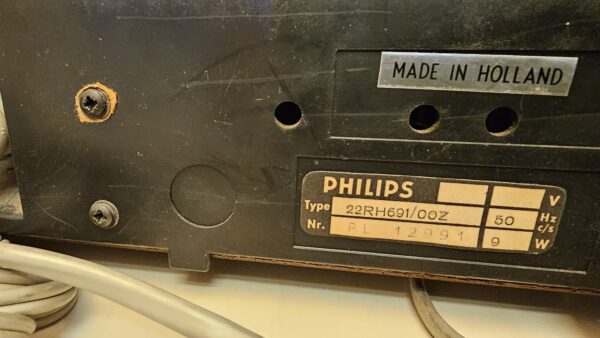 MADE IN HOLLAND
PHILIPS V
Type 22RH691/00Z 50 Hz c/s
Nr. PL 12991 9 W